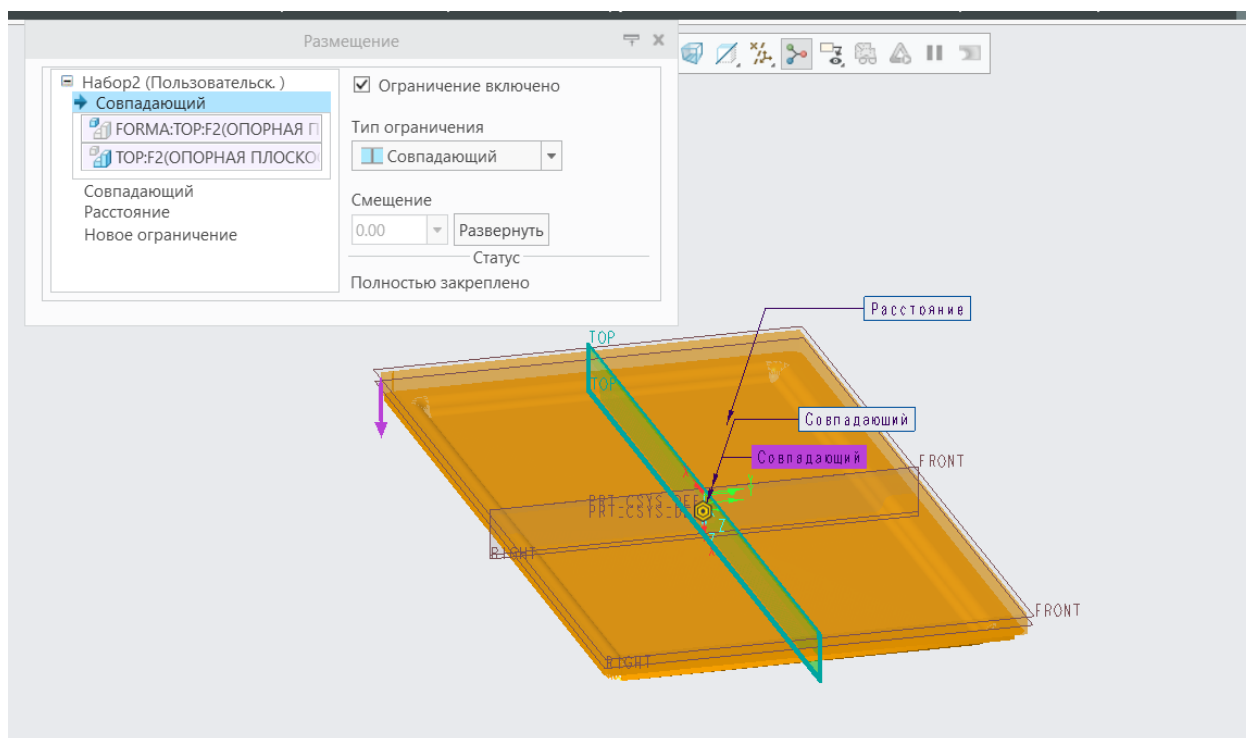 Размещение
Набор2 (Пользовательск. )
Совпадающий
FORMA:TOP:F2(ОПОРНАЯ П
TOP:F2(ОПОРНАЯ ПЛОСКО
Совпадающий
Расстояние
Новое ограничение
Ограничение включено
Тип ограничения
Совпадающий
Смещение
0.00
Развернуть
Статус
Полностью закреплено
Расстояние
TOP
TOP
Совпадающий
Совпадающий
FRONT
PRT_CSYS_DEF
PRT_CSYS_DEF
X
Y
Z
X
RIGHT
FRONT
RIGHT